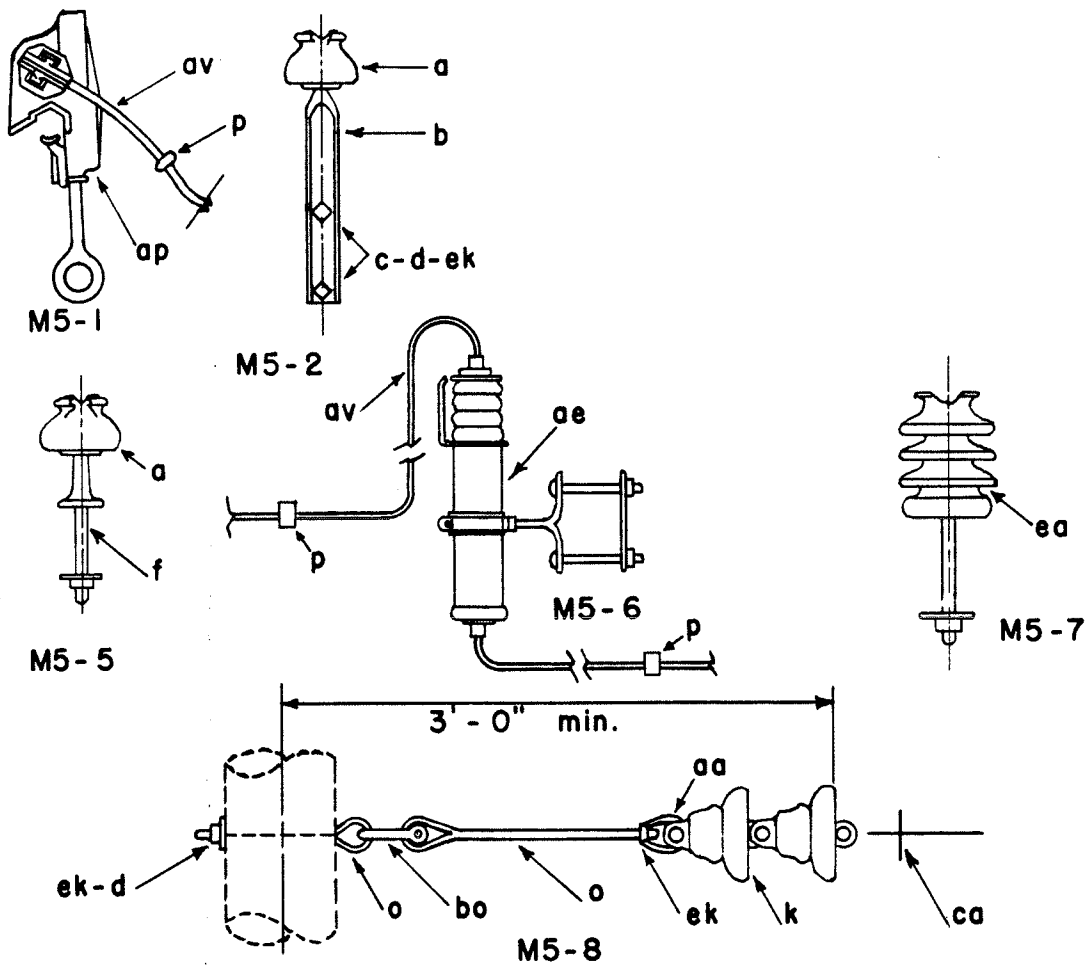 av
p
ap
M5-1
a
b
c-d-ek
M5-2
a
f
M5-5
av
p
ae
M5-6
p
ea
M5-7
3'-0" min.
aa
ek-d
o
bo
o
ek
k
ca
M5-8